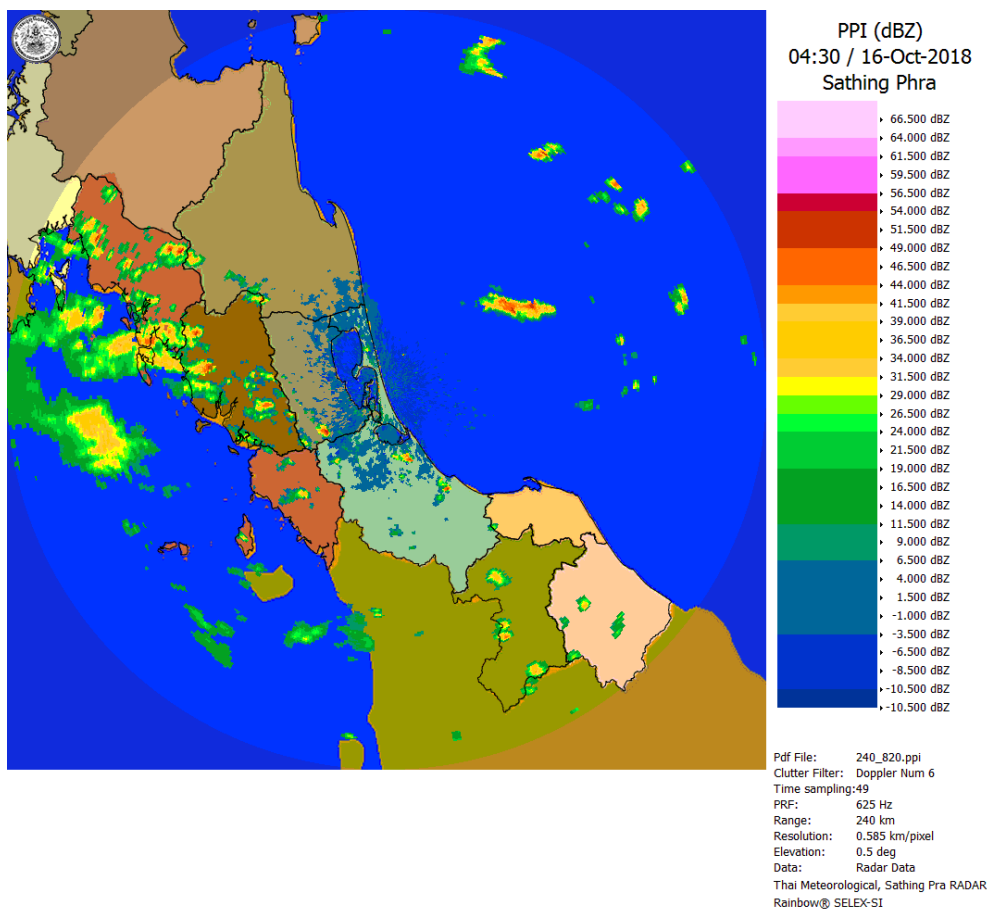 PPI (dBZ)
04:30 / 16-Oct-2018
Sathing Phra
66.500 dBZ
64.000 dBZ
61.500 dBZ
59.500 dBZ
56.500 dBZ
54.000 dBZ
51.500 dBZ
49.000 dBZ
46.500 dBZ
44.000 dBZ
41.500 dBZ
39.000 dBZ
36.500 dBZ
34.000 dBZ
31.500 dBZ
29.000 dBZ
26.500 dBZ
24.000 dBZ
21.500 dBZ
19.000 dBZ
16.500 dBZ
14.000 dBZ
11.500 dBZ
9.000 dBZ
6.500 dBZ
4.000 dBZ
1.500 dBZ
-1.000 dBZ
-3.500 dBZ
-6.500 dBZ
-8.500 dBZ
-10.500 dBZ
-10.500 dBZ
Pdf File: 240_820.ppi
Clutter Filter: Doppler Num 6
Time sampling:49
PRF: 625 Hz
Range: 240 km
Resolution: 0.585 km/pixel
Elevation: 0.5 deg
Data: Radar Data
Thai Meteorological, Sathing Pra RADAR
Rainbow® SELEX-SI